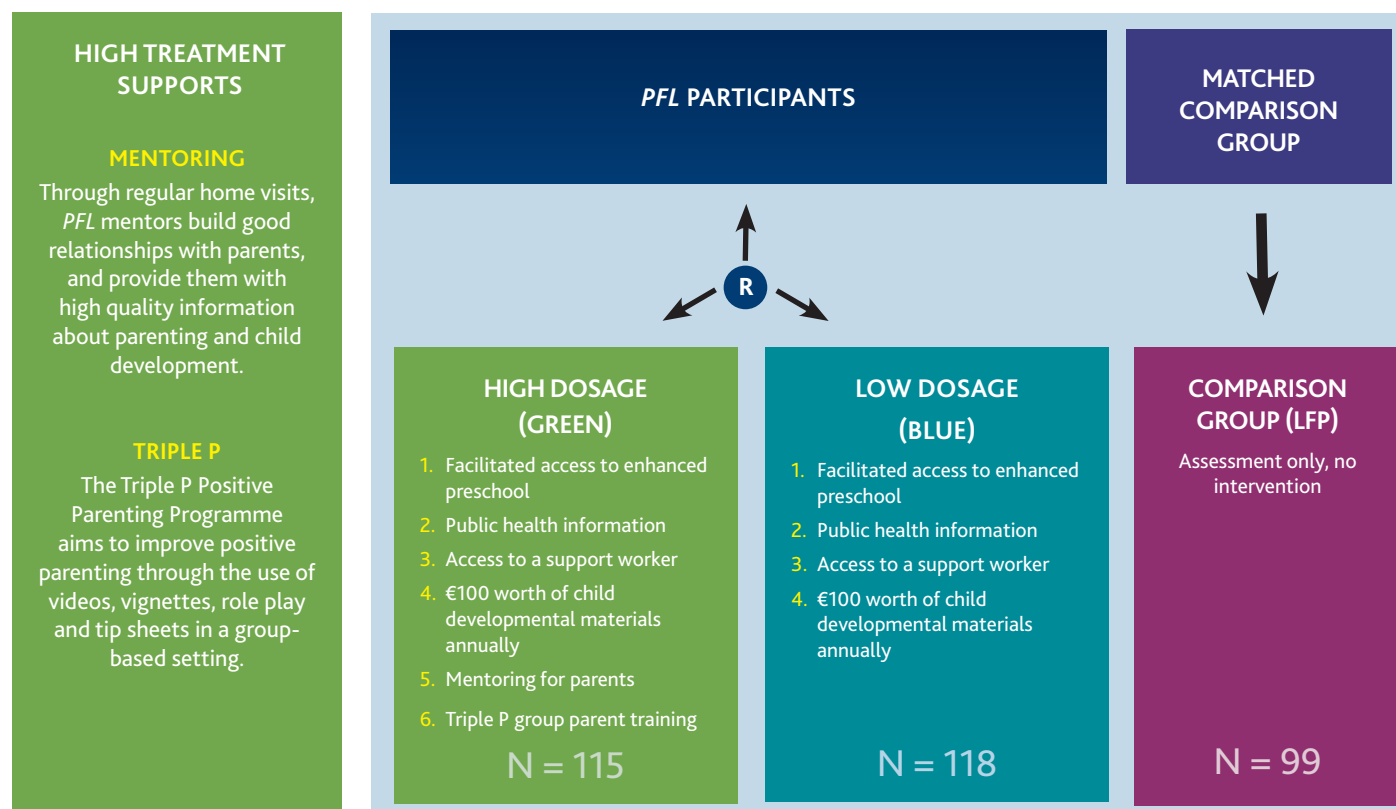 HIGH TREATMENT
SUPPORTS
MENTORING
Through regular home visits,
PFL mentors build good
relationships with parents,
and provide them with
high quality information
about parenting and child
development.
TRIPLE P
The Triple P Positive
Parenting Programme
aims to improve positive
parenting through the use of
videos, vignettes, role play
and tip sheets in a group-
based setting.
PFL PARTICIPANTS
MATCHED
COMPARISON
GROUP
R
HIGH DOSAGE
(GREEN)
1. Facilitated access to enhanced
preschool
2. Public health information
3. Access to a support worker
4. €100 worth of child
developmental materials
annually
5. Mentoring for parents
6. Triple P group parent training
N = 115
LOW DOSAGE
(BLUE)
1. Facilitated access to enhanced
preschool
2. Public health information
3. Access to a support worker
4. €100 worth of child
developmental materials
annually
N = 118
COMPARISON
GROUP (LFP)
Assessment only, no
intervention
N = 99